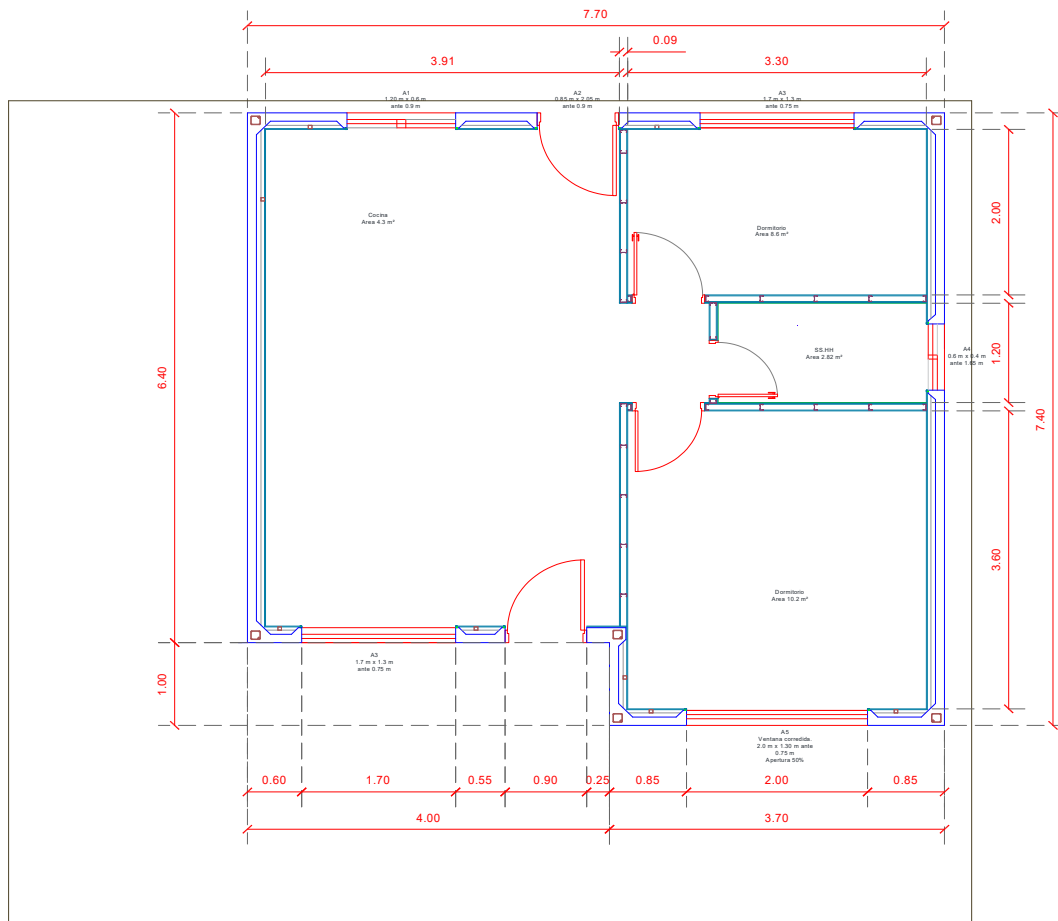 7.70
0.09
3.91
3.30
A1
1.20 m x 0.6 m
ante 0.9 m
A2
0.85 m x 2.05 m
ante 0.9 m
A3
1.7 m x 1.3 m
ante 0.75 m
Cocina
Area 4.3 m²
Dormitorio
Area 8.6 m²
2.00
SS.HH
Area 2.82 m²
A4
0.6 m x 0.4 m
ante 1.65 m
1.20
6.40
7.40
3.60
Dormitorio
Area 10.2 m²
A3
1.7 m x 1.3 m
ante 0.75 m
1.00
A5
Ventana corredida.
2.0 m x 1.30 m ante
0.75 m
Apertura 50%
0.60
1.70
0.55
0.90
0.25
0.85
2.00
0.85
4.00
3.70